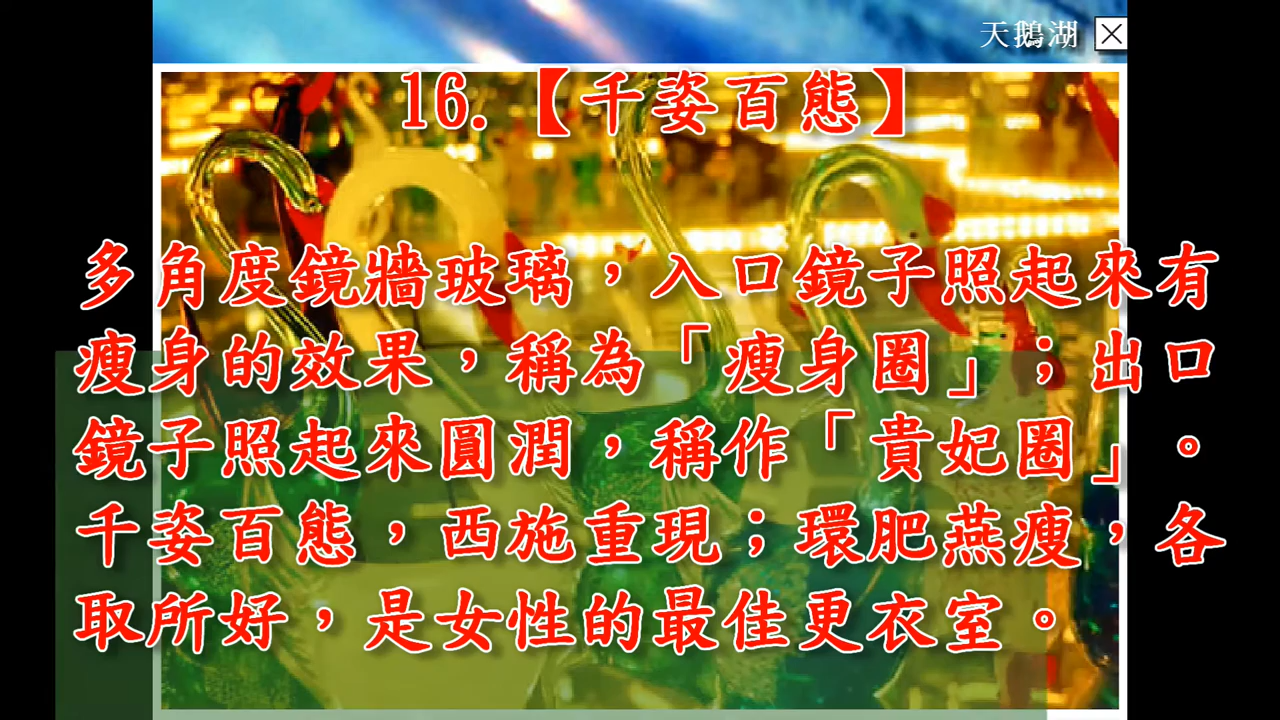 天鵝湖
16.【千姿百態】
多角度鏡牆玻璃，入口鏡子照起來有
瘦身的效果，稱為「瘦身圈」；出口
鏡子照起來圓潤，稱作「貴妃圈」。
千姿百態，西施重現；環肥燕瘦，各
取所好，是女性的最佳更衣室。